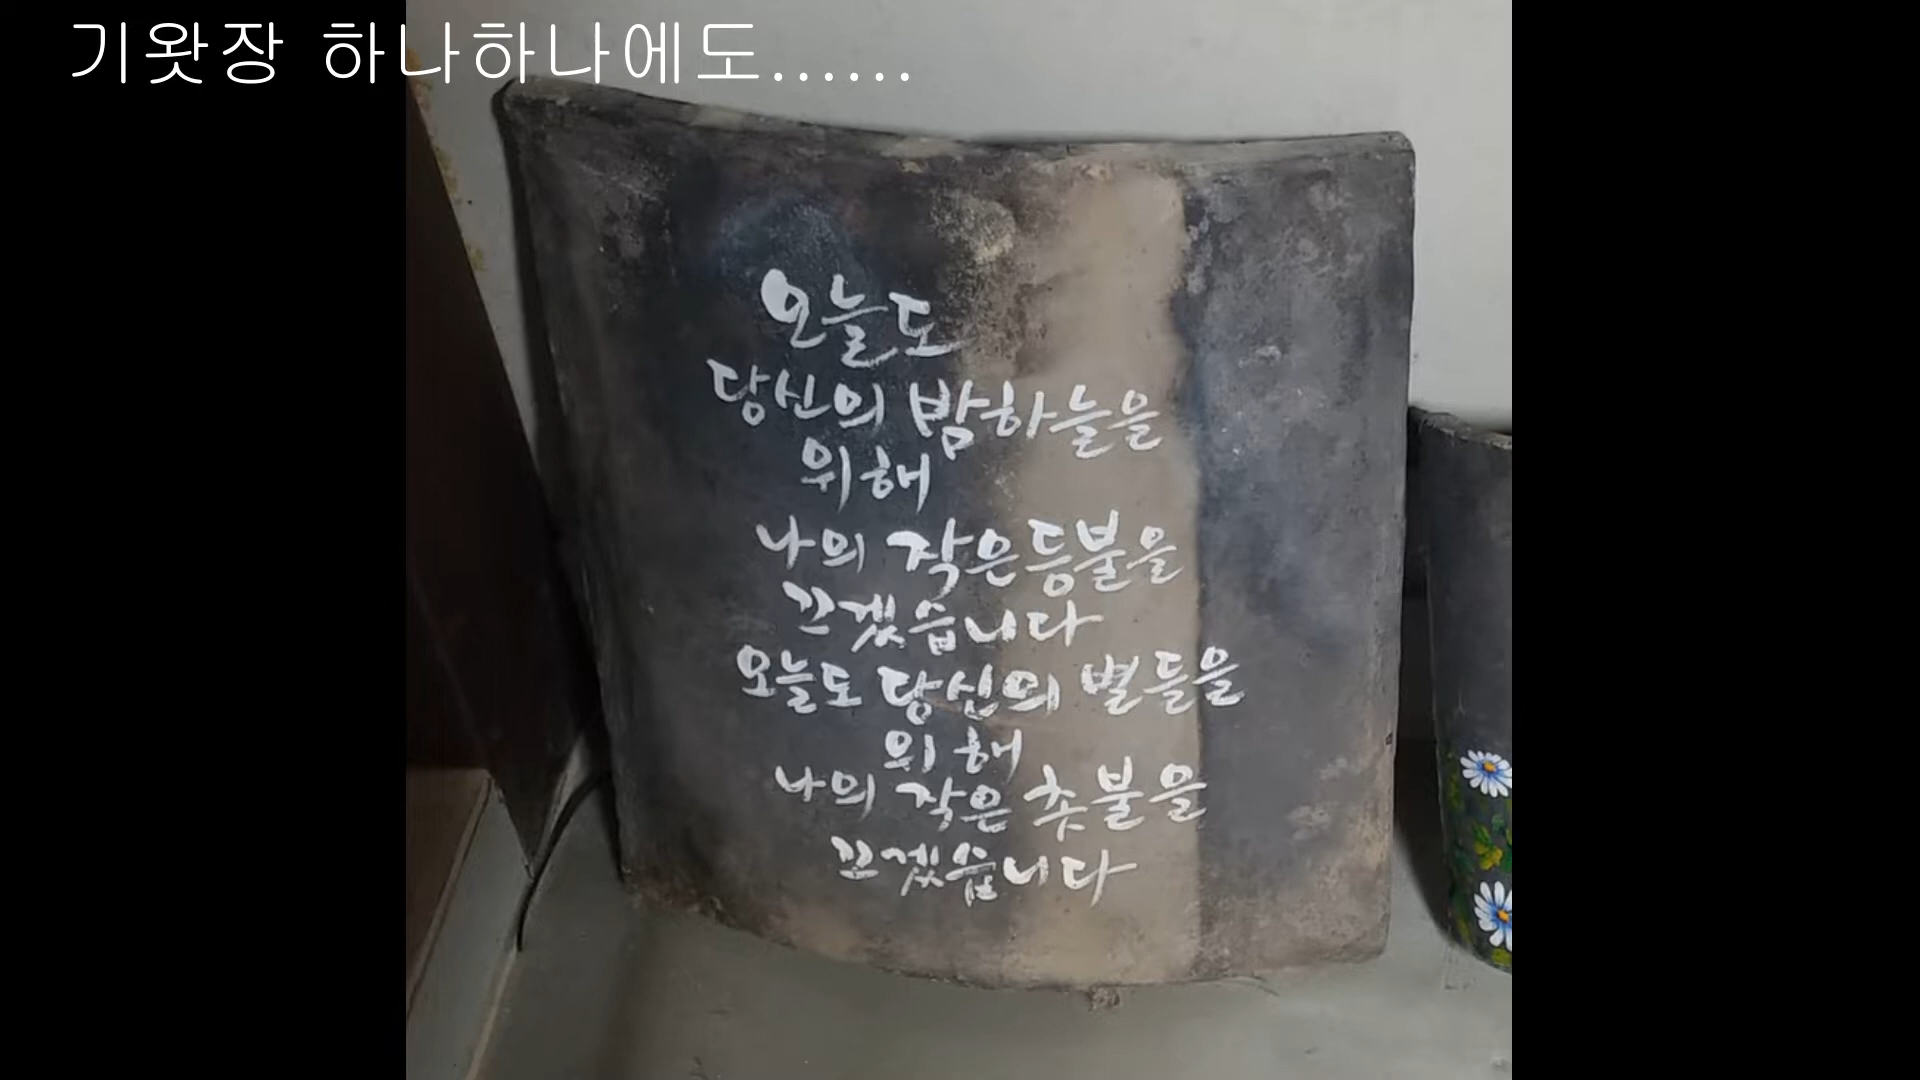 기왓장 하나하나에도......
오늘도
당신의 밤하늘을
위해
나의 작은등불을
끄겠습니다
오늘도 당신의 별들을
위해
나의 작은 촛불을
끄겠습니다